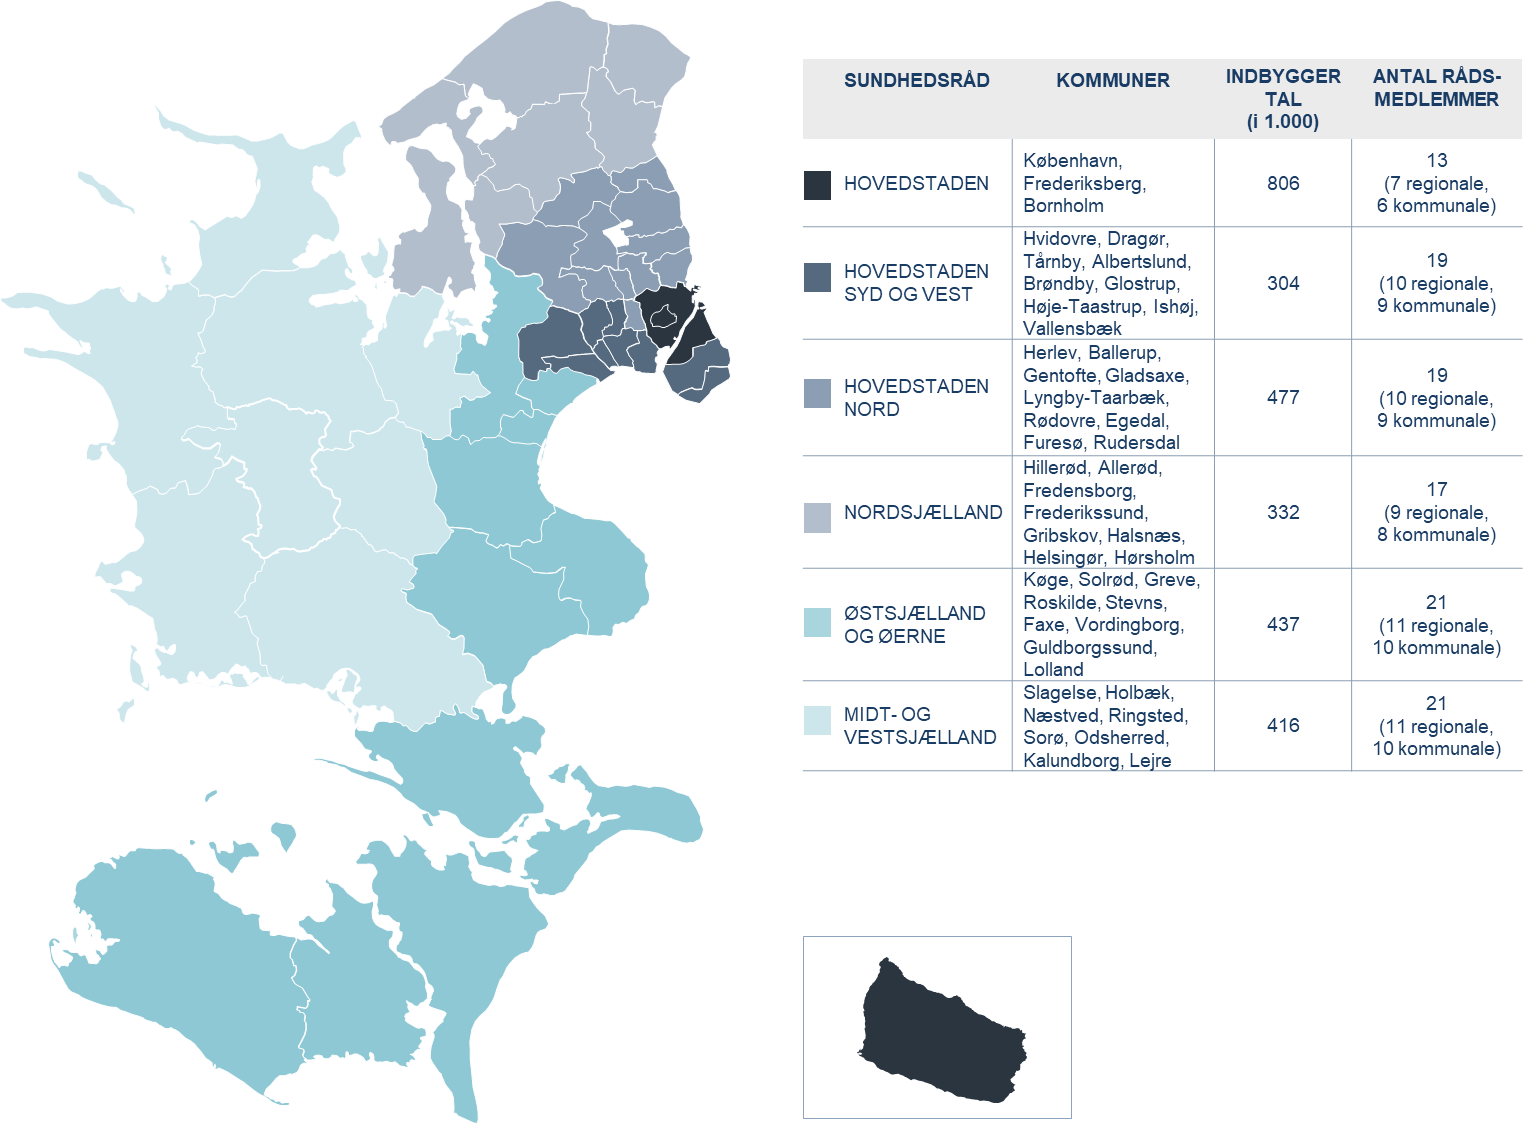 SUNDHEDSRÅD
KOMMUNER
INDBYGGER
TAL
(i 1.000)
ANTAL RÅDS-
MEDLEMMER
HOVEDSTADEN
København,
Frederiksberg,
Bornholm
806
13
(7 regionale,
6 kommunale)
HOVEDSTADEN
SYD OG VEST
Hvidovre, Dragør,
Tårnby, Albertslund,
Brøndby, Glostrup,
Høje-Taastrup, Ishøj,
Vallensbæk
304
19
(10 regionale,
9 kommunale)
HOVEDSTADEN
NORD
Herlev, Ballerup,
Gentofte, Gladsaxe,
Lyngby-Taarbæk,
Rødovre, Egedal,
Furesø, Rudersdal
477
19
(10 regionale,
9 kommunale)
NORDSJÆLLAND
Hillerød, Allerød,
Fredensborg,
Frederikssund,
Gribskov, Halsnæs,
Helsingør, Hørsholm
332
17
(9 regionale,
8 kommunale)
ØSTSJÆLLAND
OG ØERNE
Køge, Solrød, Greve,
Roskilde, Stevns,
Faxe, Vordingborg,
Guldborgssund,
Lolland
437
21
(11 regionale,
10 kommunale)
MIDT- OG
VESTSJÆLLAND
Slagelse, Holbæk,
Næstved, Ringsted,
Sorø, Odsherred,
Kalundborg, Lejre
416
21
(11 regionale,
10 kommunale)